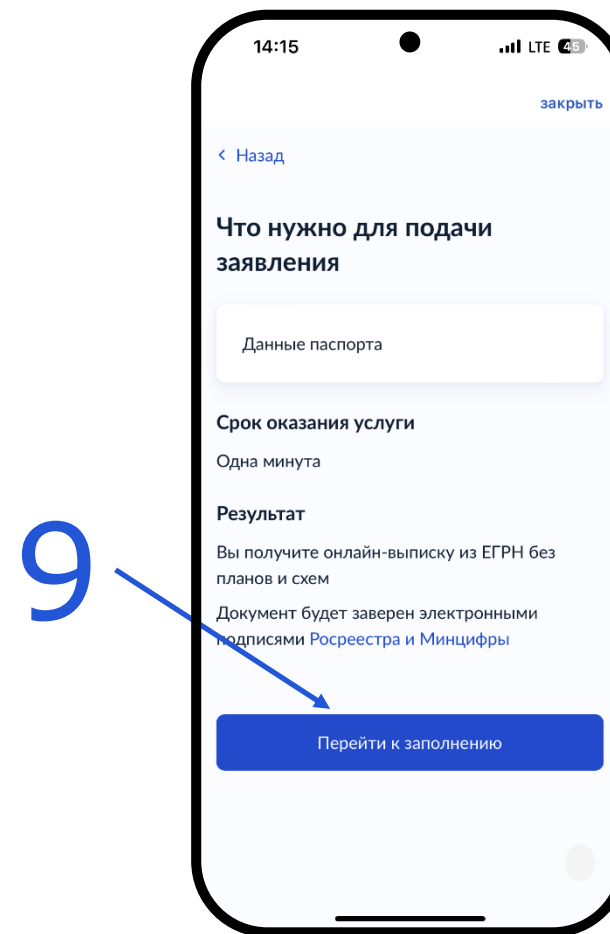 14:15
LTE 45
закрыть
Назад
Что нужно для подачи
заявления
Данные паспорта
Срок оказания услуги
Одна минута
Результат
Вы получите онлайн-выписку из ЕГРН без
планов и схем
Документ будет заверен электронными
подписями Росреестра и Минцифры
9
Перейти к заполнению